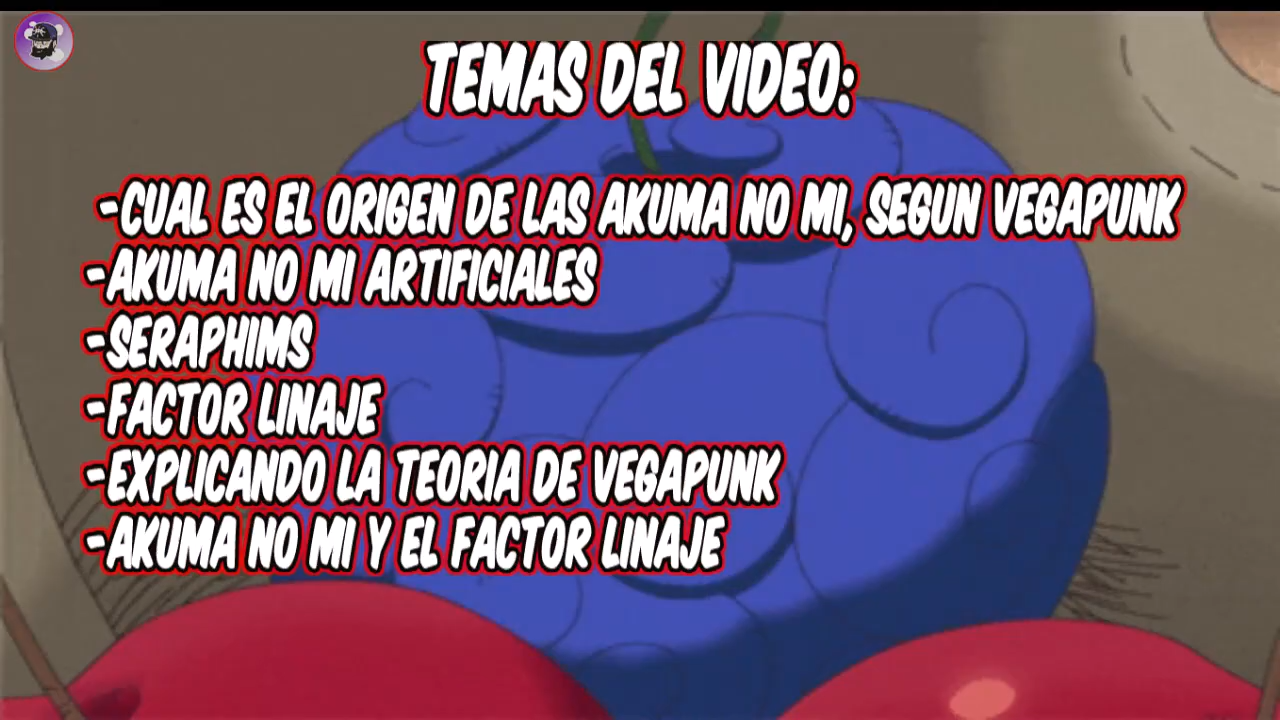 TEMAS DEL VIDEO:
-CUAL ES EL ORIGEN DE LAS AKUMA NO MI, SEGUN VEGAPUNK
-AKUMA NO MI ARTIFICIALES
-SERAPHIMS
-FACTOR LINAJE
-EXPLICANDO LA TEORIA DE VEGAPUNK
-AKUMA NO MI Y EL FACTOR LINAJE